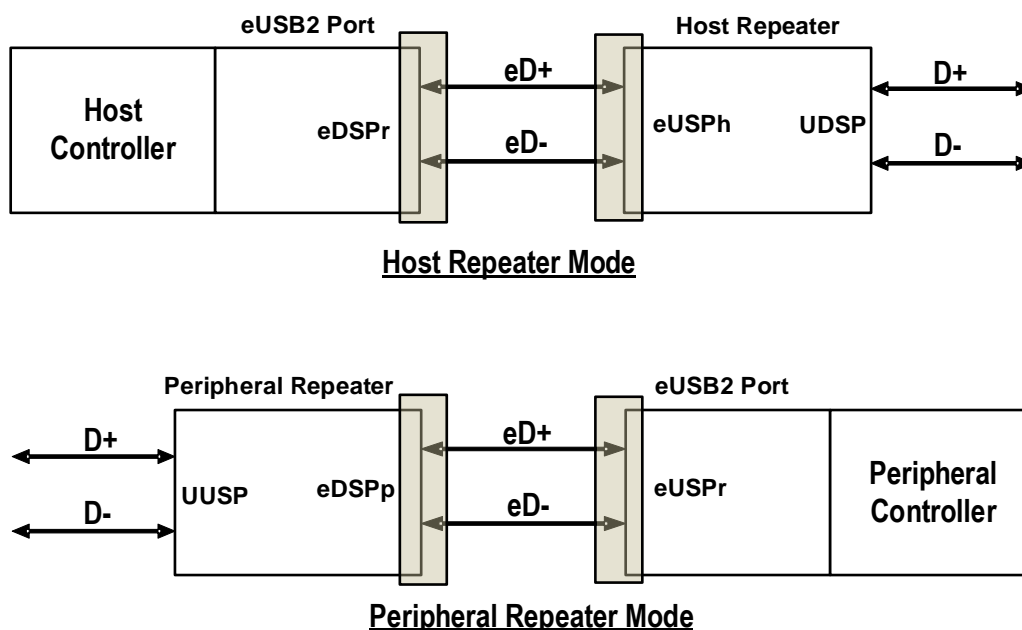 eUSB2 Port
Host Repeater
Host
Controller
eDSPr
eD+
eD-
eUSPh
UDSP
D+
D-
Host Repeater Mode
Peripheral Repeater
eUSB2 Port
D+
D-
UUSP
eDSPp
eD+
eD-
eUSPr
Peripheral
Controller
Peripheral Repeater Mode